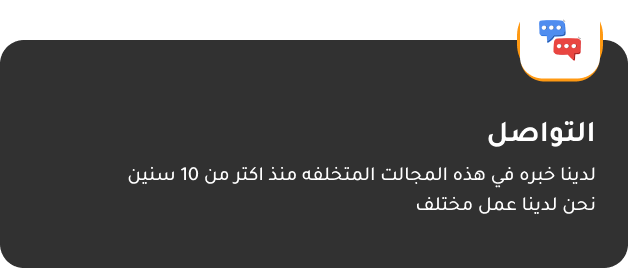 التواصل
لدينا خبره في هذه المجالت المتخلفه منذ اكتر من 10 سنين
نحن لدينا عمل مختلف